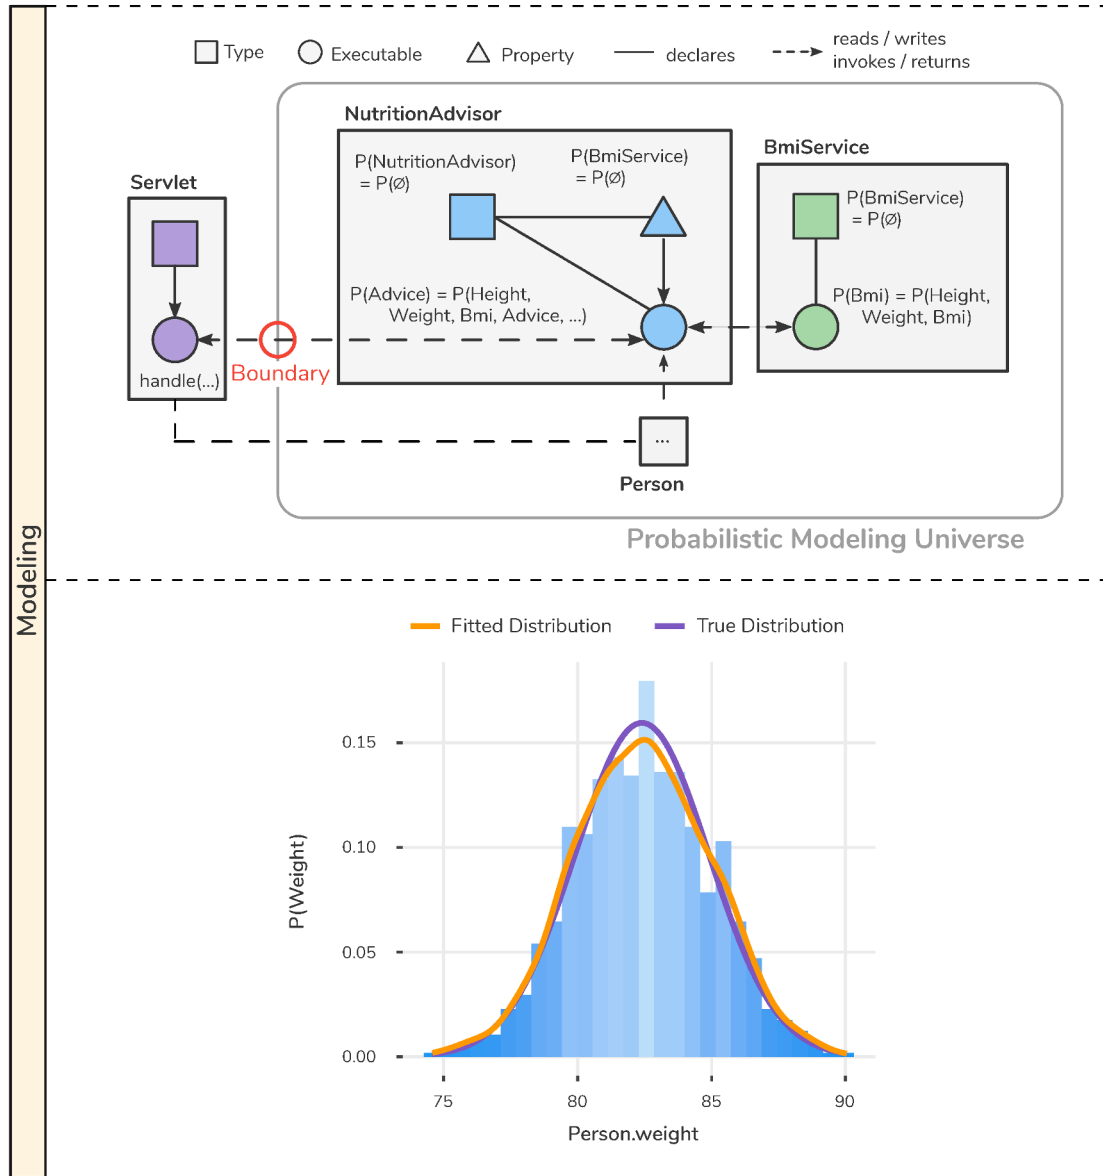 Modeling
Type
Executable
Property
declares
reads / writes
invokes / returns
NutritionAdvisor
P(NutritionAdvisor)
= P(∅)
P(BmiService)
= P(∅)
BmiService
P(BmiService)
= P(∅)
Servlet
P(Advice) = P(Height,
Weight, Bmi, Advice, ...)
P(Bmi) = P(Height,
Weight, Bmi)
handle(...)
Boundary
...
Person
Probabilistic Modeling Universe
Fitted Distribution
True Distribution
P(Weight)
0.15
0.10
0.05
0.00
75
80
85
90
Person.weight